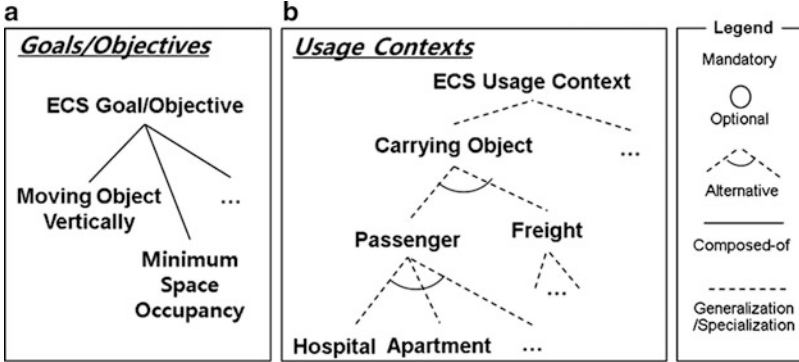 a
Goals/Objectives
ECS Goal/Objective
Moving Object
Vertically
...
Minimum
Space
Occupancy
b
Usage Contexts
ECS Usage Context
Carrying Object
...
Passenger
Freight
...
Hospital Apartment ...
Legend
Mandatory
Optional
Alternative
Composed-of
Generalization
/Specialization